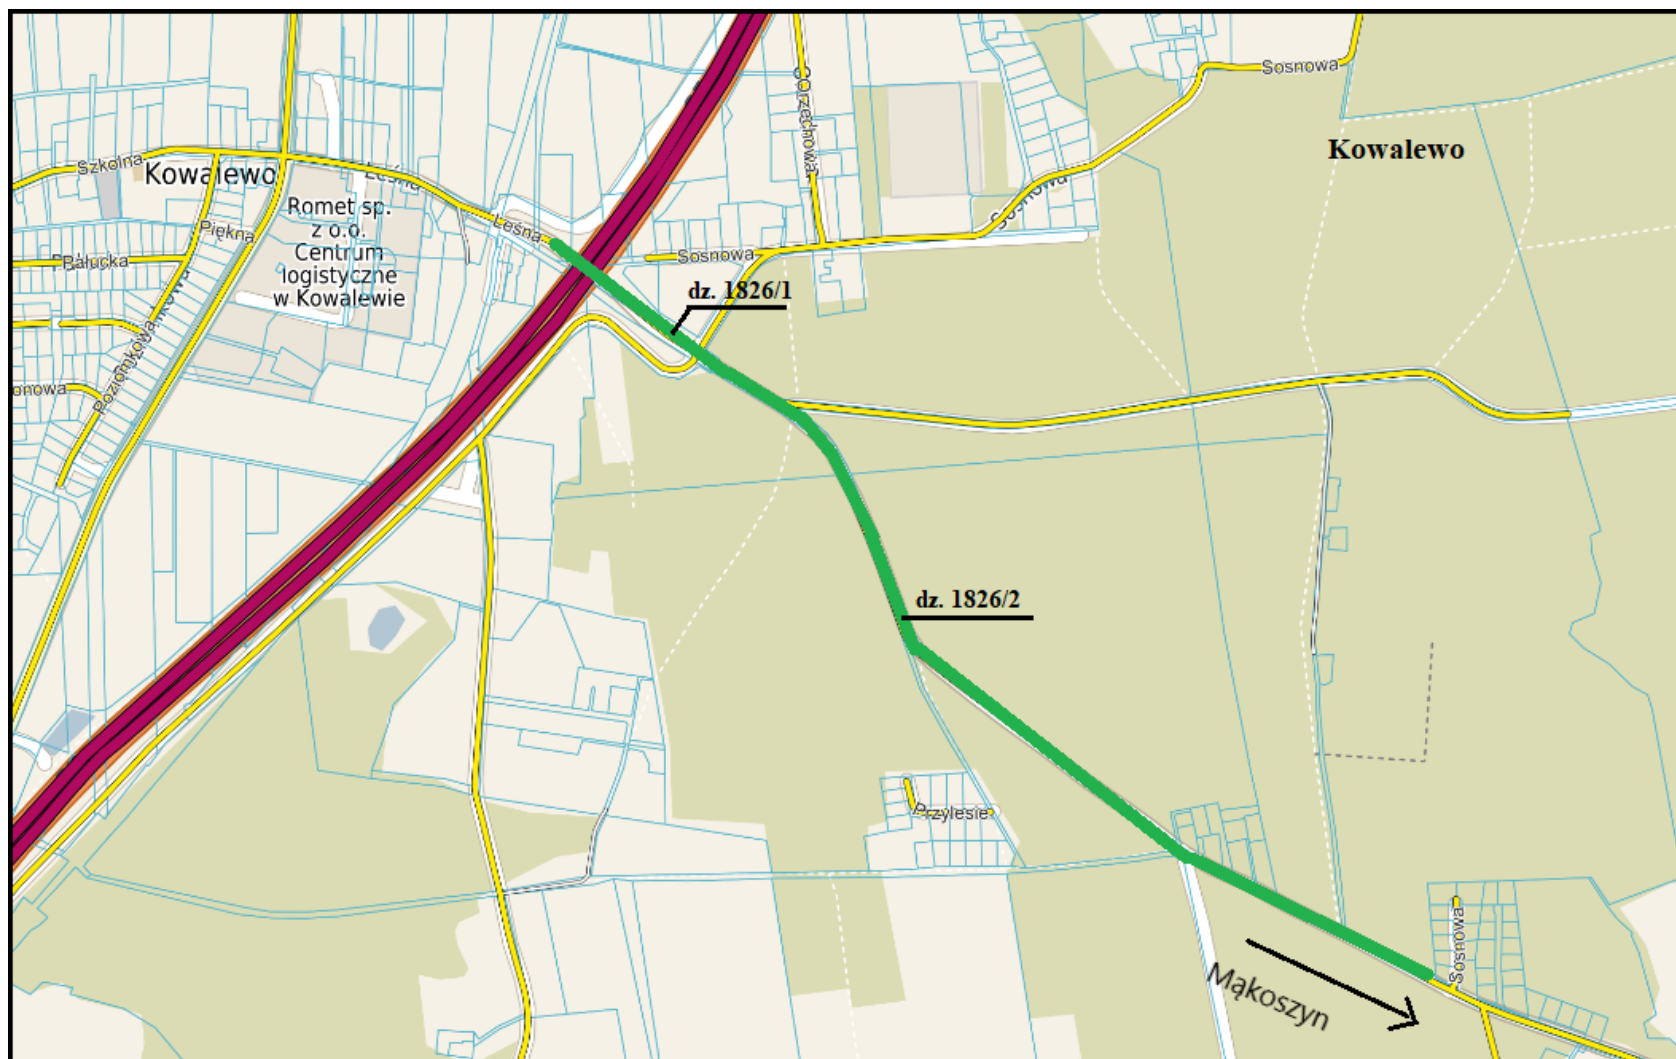 Sosnowa
Orzechowa
Kowalewo
Szkolna
Kowalewo
Leśna
Romet sp.
z o.o.
Centrum
logistyczne
w Kowalewie
Sosnowa
Leśna
Piękna
Pałucka
Sosnowa
dz. 1826/1
Poziomkowa
dz. 1826/2
Przylesie
Sosnowa
Mąkoszyn